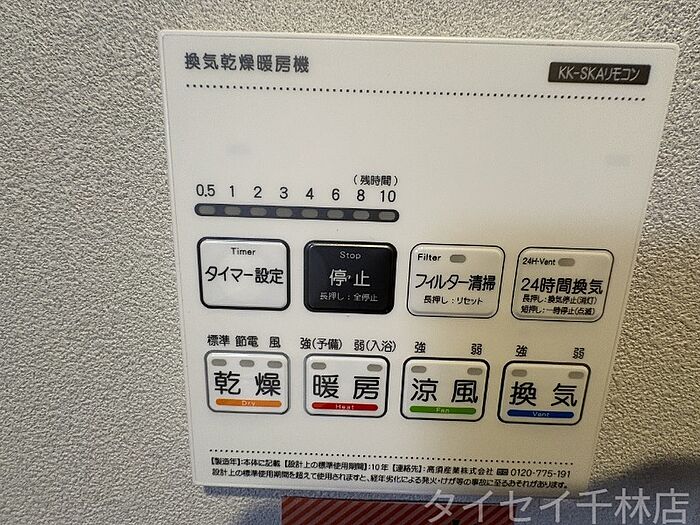 換気乾燥暖房機
KK-SKAリモコン
(残時間)
0.5 1 2 3 4 6 8 10
Timer
タイマー設定
Stop
停止
長押し:全停止
Filter
フィルター清掃
長押し:リセット
24H-Vent
24時間換気
長押し:換気停止(消灯)
短押し:一時停止(点滅)
標準 節電 風
乾燥
Dry
強(予備) 弱(入浴)
暖房
Heat
強 弱
涼風
Fan
強 弱
換気
Vent
【製造年】:本体に記載 【設計上の標準使用期間】:10年 【連絡先】:高須産業株式会社 0120-775-191
設計上の標準使用期間を超えて使用されますと、経年劣化による発火・けが等の事故に至るおそれがあります。
タイセイ千林店